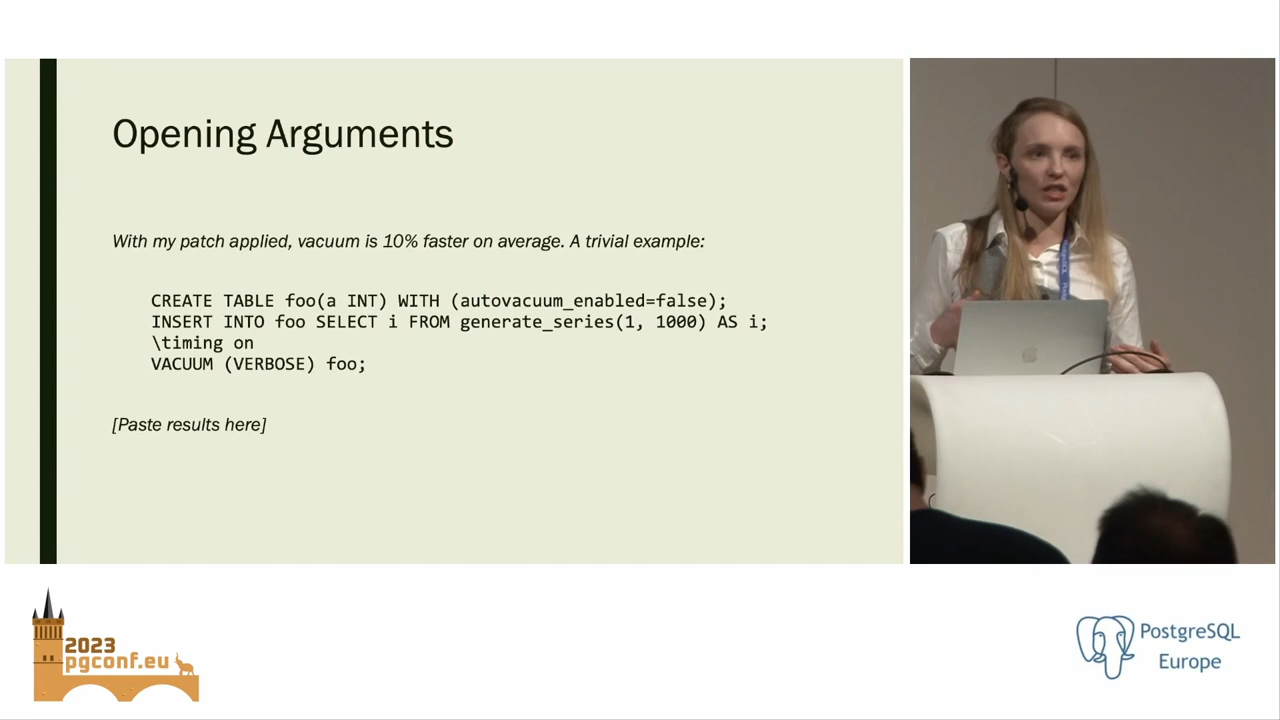 Opening Arguments
With my patch applied, vacuum is 10% faster on average. A trivial example:
CREATE TABLE foo(a INT) WITH (autovacuum_enabled=false);
INSERT INTO foo SELECT i FROM generate_series(1, 1000) AS i;
\timing on
VACUUM (VERBOSE) foo;
[Paste results here]
2023
pgconf.eu
PostgreSQL
Europe